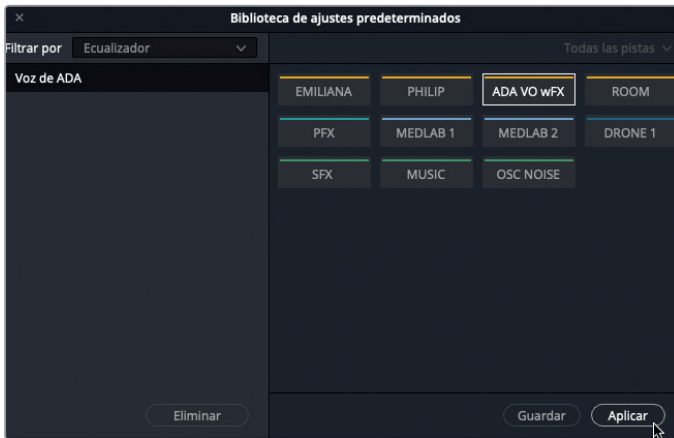 Biblioteca de ajustes predeterminados
Filtrar por Ecualizador Todas las pistas
Voz de ADA
EMILIANA PHILIP ADA VO wFX ROOM
PFX MEDLAB 1 MEDLAB 2 DRONE 1
SFX MUSIC OSC NOISE
Eliminar Guardar Aplicar